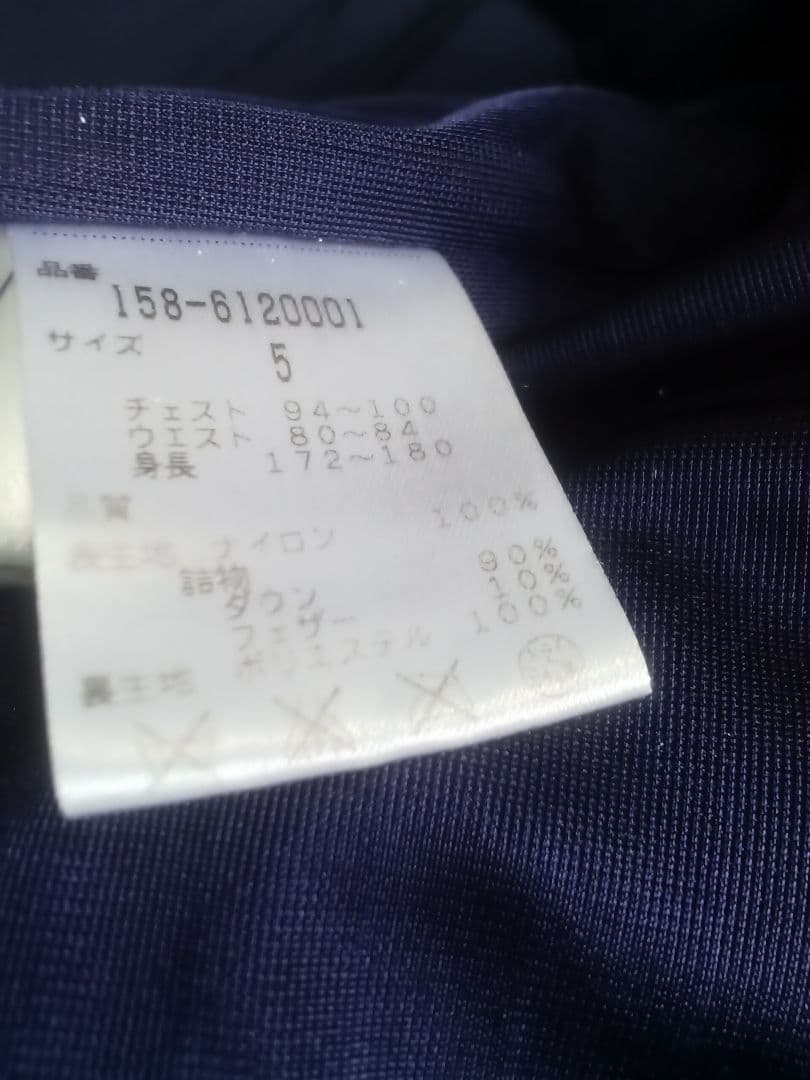 品番
158-6120001
サイズ
5
チェスト 94～100
ウエスト 80～84
身長 172～180
品質
表生地 ナイロン 100%
詰物
ダウン 90%
フェザー 10%
裏生地 ポリエステル 100%